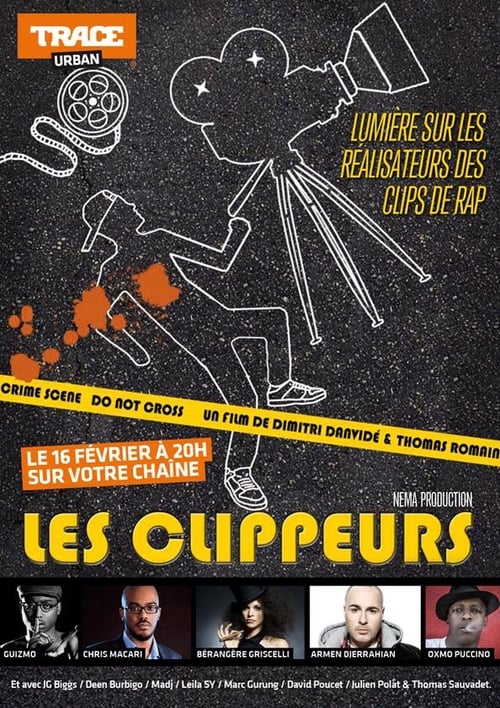 TRACE
URBAN
LUMIÈRE SUR LES
RÉALISATEURS DES
CLIPS DE RAP
CRIME SCENE DO NOT CROSS UN FILM DE DIMITRI DANVIDÉ & THOMAS ROMAIN
LE 16 FÉVRIER À 20H
SUR VOTRE CHAÎNE
NEMA PRODUCTION
LES CLIPPEURS
GUIZMO
CHRIS MACARI
BÉRANGÈRE GRISCELLI
ARMEN DJERRAHIAN
OXMO PUCCINO
Et avec JG Biggs / Deen Burbigo / Madj / Leila SY / Marc Gurung / David Poucet / Julien Polåt & Thomas Sauvadet.